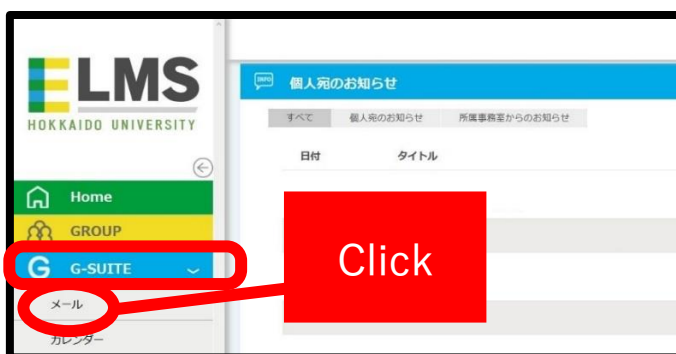 ELMS
HOKKAIDO UNIVERSITY
Home
GROUP
G-SUITE
メール
カレンダー
INFO
個人宛のお知らせ
すべて 個人宛のお知らせ 所属事務室からのお知らせ
日付 タイトル
Click